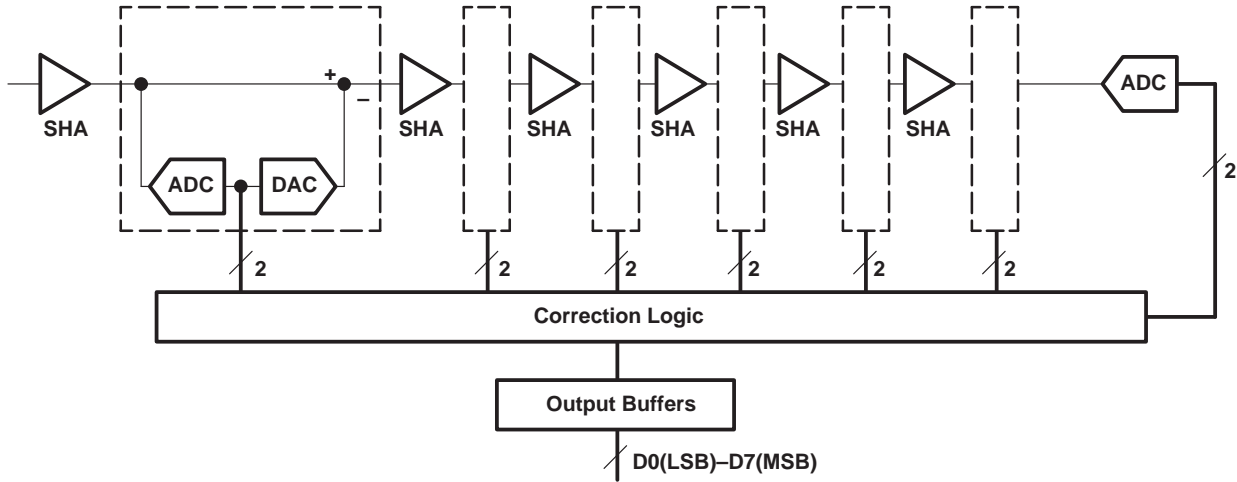 +
–
ADC
SHA
SHA
SHA
SHA
SHA
SHA
2
ADC
DAC
2
2
2
2
2
2
Correction Logic
Output Buffers
D0(LSB)–D7(MSB)